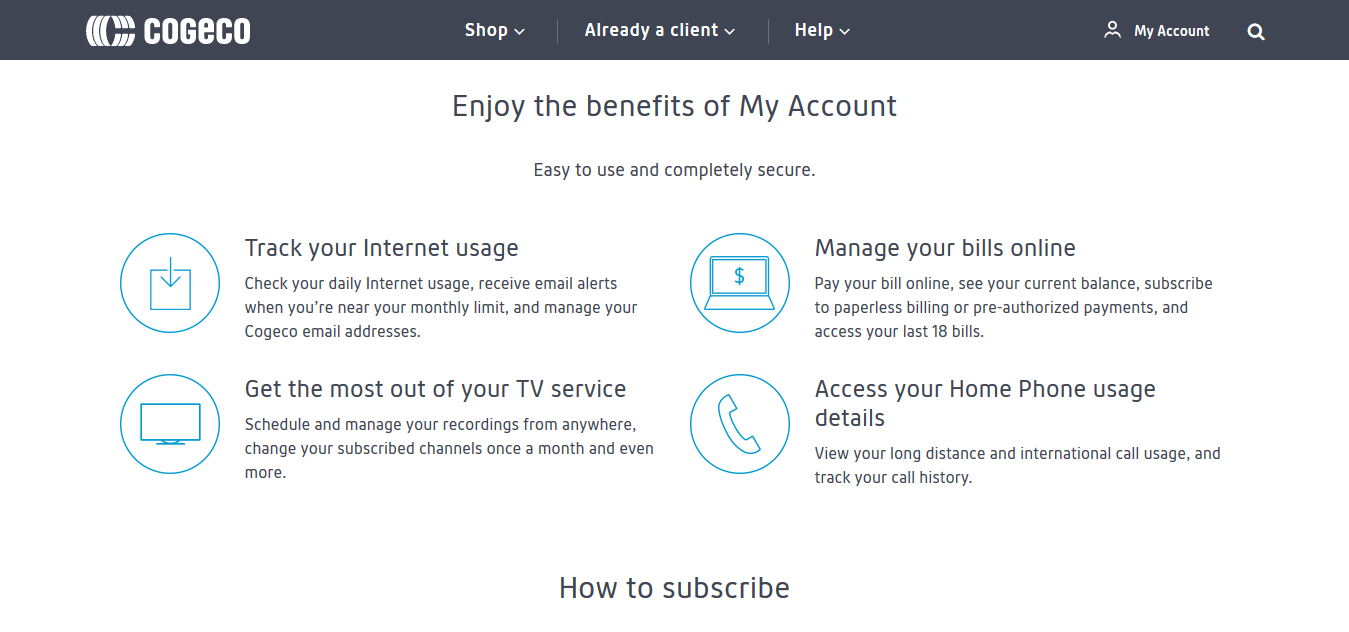 COGECO
Shop
Already a client
Help
My Account
Enjoy the benefits of My Account
Easy to use and completely secure.
Track your Internet usage
Check your daily Internet usage, receive email alerts
when you’re near your monthly limit, and manage your
Cogeco email addresses.
$
Manage your bills online
Pay your bill online, see your current balance, subscribe
to paperless billing or pre-authorized payments, and
access your last 18 bills.
Get the most out of your TV service
Schedule and manage your recordings from anywhere,
change your subscribed channels once a month and even
more.
Access your Home Phone usage
details
View your long distance and international call usage, and
track your call history.
How to subscribe